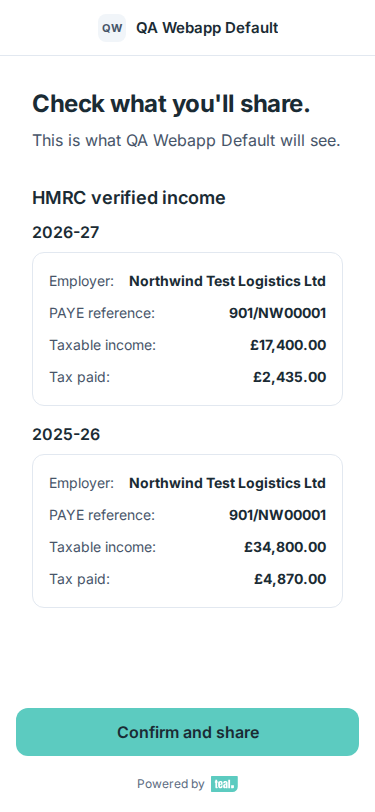 QW QA Webapp Default
Check what you'll share.
This is what QA Webapp Default will see.
HMRC verified income
2026-27
Employer: Northwind Test Logistics Ltd
PAYE reference: 901/NW00001
Taxable income: £17,400.00
Tax paid: £2,435.00
2025-26
Employer: Northwind Test Logistics Ltd
PAYE reference: 901/NW00001
Taxable income: £34,800.00
Tax paid: £4,870.00
Confirm and share
Powered by teal.